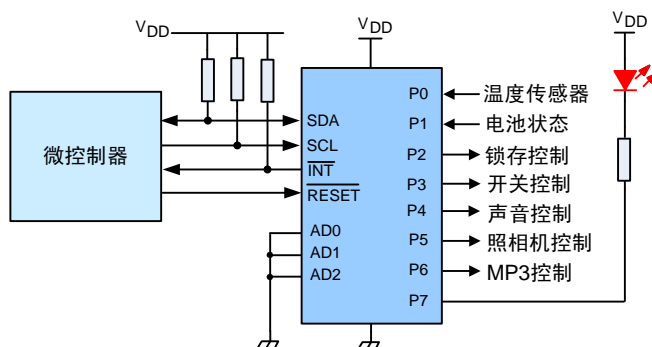 VDD
VDD
VDD
微控制器
SDA
SCL
INT
RESET
AD0
AD1
AD2
P0
P1
P2
P3
P4
P5
P6
P7
温度传感器
电池状态
锁存控制
开关控制
声音控制
照相机控制
MP3控制